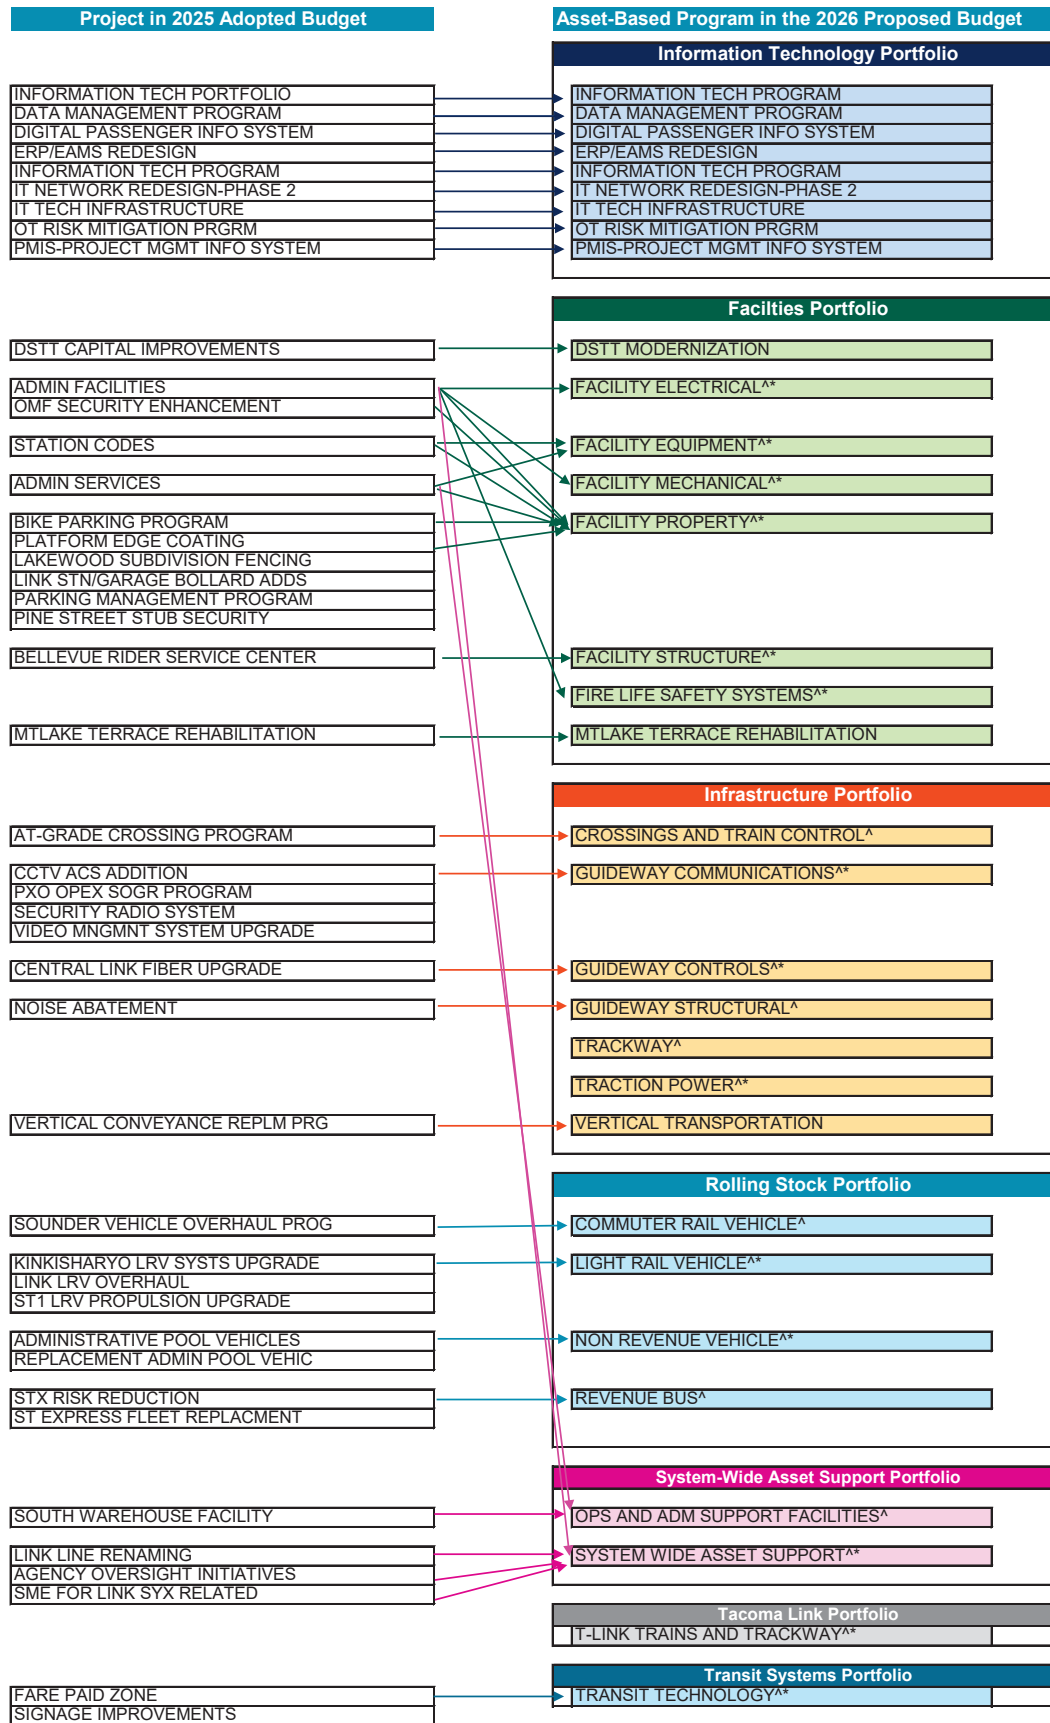 Project in 2025 Adopted Budget
Asset-Based Program in the 2026 Proposed Budget
Information Technology Portfolio
INFORMATION TECH PORTFOLIO
INFORMATION TECH PROGRAM
DATA MANAGEMENT PROGRAM
DATA MANAGEMENT PROGRAM
DIGITAL PASSENGER INFO SYSTEM
DIGITAL PASSENGER INFO SYSTEM
ERP/EAMS REDESIGN
ERP/EAMS REDESIGN
INFORMATION TECH PROGRAM
INFORMATION TECH PROGRAM
IT NETWORK REDESIGN-PHASE 2
IT NETWORK REDESIGN-PHASE 2
IT TECH INFRASTRUCTURE
IT TECH INFRASTRUCTURE
OT RISK MITIGATION PRGRM
OT RISK MITIGATION PRGRM
PMIS-PROJECT MGMT INFO SYSTEM
PMIS-PROJECT MGMT INFO SYSTEM
Facilties Portfolio
DSTT CAPITAL IMPROVEMENTS
DSTT MODERNIZATION
ADMIN FACILITIES
FACILITY ELECTRICAL^*
OMF SECURITY ENHANCEMENT
STATION CODES
FACILITY EQUIPMENT^*
ADMIN SERVICES
FACILITY MECHANICAL^*
BIKE PARKING PROGRAM
FACILITY PROPERTY^*
PLATFORM EDGE COATING
LAKEWOOD SUBDIVISION FENCING
LINK STN/GARAGE BOLLARD ADDS
PARKING MANAGEMENT PROGRAM
PINE STREET STUB SECURITY
BELLEVUE RIDER SERVICE CENTER
FACILITY STRUCTURE^*
FIRE LIFE SAFETY SYSTEMS^*
MTLAKE TERRACE REHABILITATION
MTLAKE TERRACE REHABILITATION
Infrastructure Portfolio
AT-GRADE CROSSING PROGRAM
CROSSINGS AND TRAIN CONTROL^
CCTV ACS ADDITION
GUIDEWAY COMMUNICATIONS^*
PXO OPEX SOGR PROGRAM
SECURITY RADIO SYSTEM
VIDEO MNGMNT SYSTEM UPGRADE
CENTRAL LINK FIBER UPGRADE
GUIDEWAY CONTROLS^*
NOISE ABATEMENT
GUIDEWAY STRUCTURAL^
TRACKWAY^
TRACTION POWER^*
VERTICAL CONVEYANCE REPLM PRG
VERTICAL TRANSPORTATION
Rolling Stock Portfolio
SOUNDER VEHICLE OVERHAUL PROG
COMMUTER RAIL VEHICLE^
KINKISHARYO LRV SYSTS UPGRADE
LIGHT RAIL VEHICLE^*
LINK LRV OVERHAUL
ST1 LRV PROPULSION UPGRADE
ADMINISTRATIVE POOL VEHICLES
NON REVENUE VEHICLE^*
REPLACEMENT ADMIN POOL VEHIC
STX RISK REDUCTION
REVENUE BUS^
ST EXPRESS FLEET REPLACMENT
System-Wide Asset Support Portfolio
SOUTH WAREHOUSE FACILITY
OPS AND ADM SUPPORT FACILITIES^
LINK LINE RENAMING
SYSTEM WIDE ASSET SUPPORT^*
AGENCY OVERSIGHT INITIATIVES
SME FOR LINK SYX RELATED
Tacoma Link Portfolio
T-LINK TRAINS AND TRACKWAY^*
Transit Systems Portfolio
FARE PAID ZONE
TRANSIT TECHNOLOGY^*
SIGNAGE IMPROVEMENTS